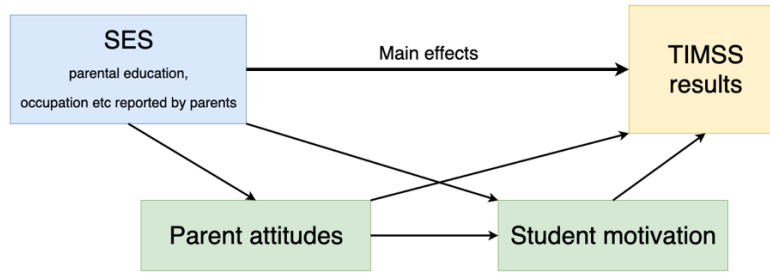 SES
parental education,
occupation etc reported by parents
Main effects
TIMSS
results
Parent attitudes
Student motivation